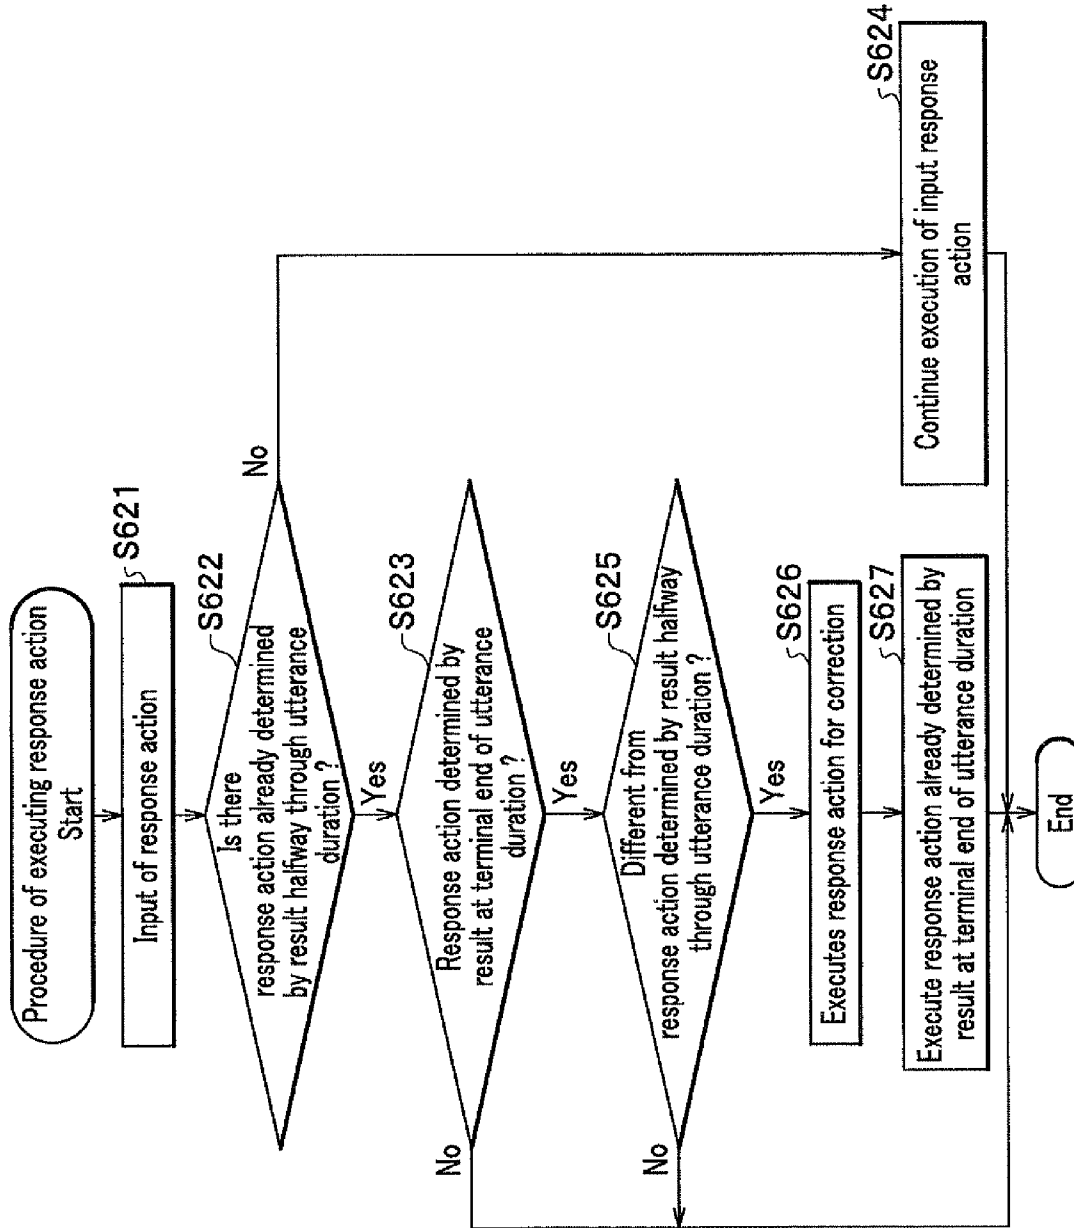 Procedure of executing response action
Start
S621
Input of response action
S622
Is there
response action already determined
by result halfway through utterance
duration ?
No
Yes
S623
Response action determined by
result at terminal end of utterance
duration ?
No
Yes
S625
Different from
response action determined by result halfway
through utterance duration ?
No
Yes
S626
Executes response action for correction
S627
Execute response action already determined by
result at terminal end of utterance duration
S624
Continue execution of input response
action
End